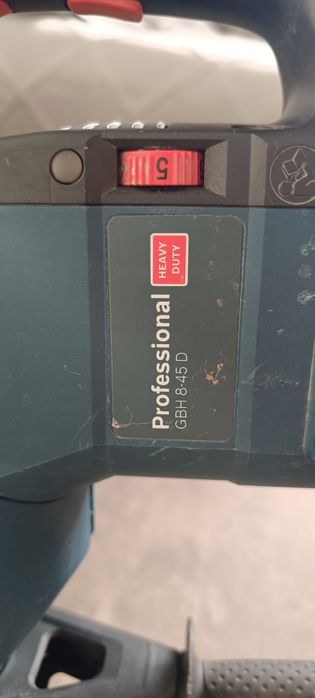 5
HEAVY
DUTY
Professional
GBH 8-45 D